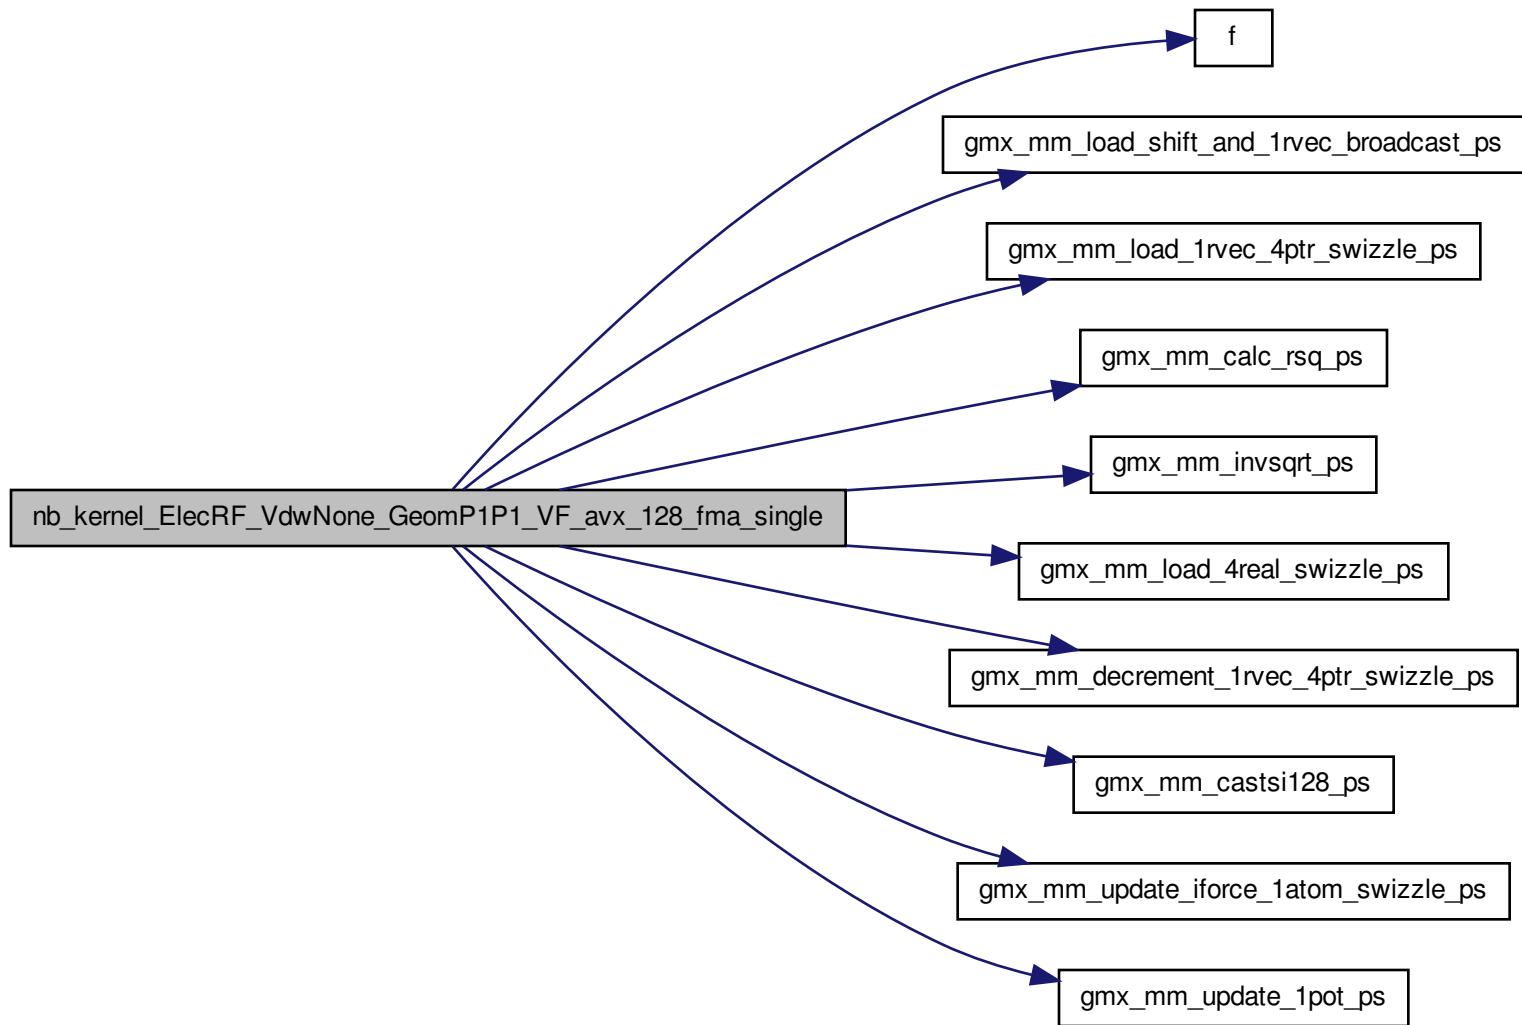 f
gmx_mm_load_shift_and_1rvec_broadcast_ps
gmx_mm_load_1rvec_4ptr_swizzle_ps
gmx_mm_calc_rsq_ps
gmx_mm_invsqrt_ps
nb_kernel_ElecRF_VdwNone_GeomP1P1_VF_avx_128_fma_single
gmx_mm_load_4real_swizzle_ps
gmx_mm_decrement_1rvec_4ptr_swizzle_ps
gmx_mm_castsi128_ps
gmx_mm_update_iforce_1atom_swizzle_ps
gmx_mm_update_1pot_ps